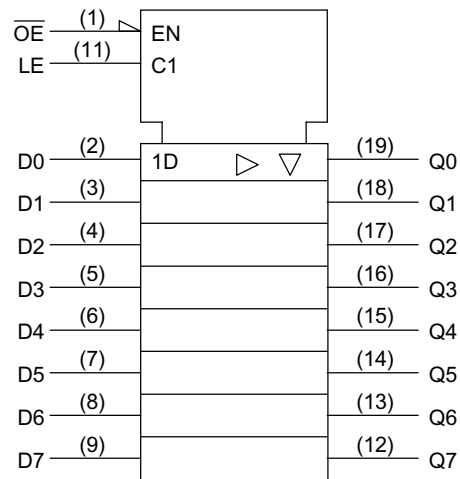 O̅E̅ (1) EN
LE (11) C1
D0 (2) 1D (19) Q0
D1 (3) (18) Q1
D2 (4) (17) Q2
D3 (5) (16) Q3
D4 (6) (15) Q4
D5 (7) (14) Q5
D6 (8) (13) Q6
D7 (9) (12) Q7